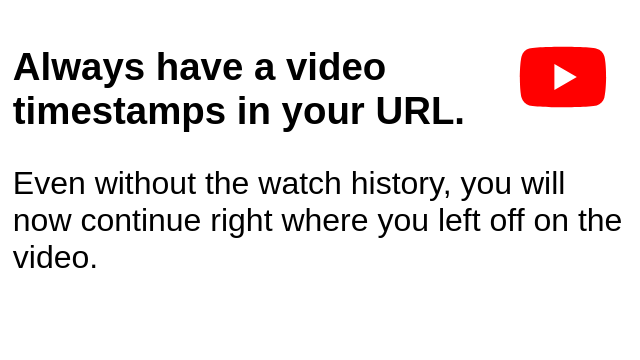 Always have a video
timestamps in your URL.
Even without the watch history, you will
now continue right where you left off on the
video.